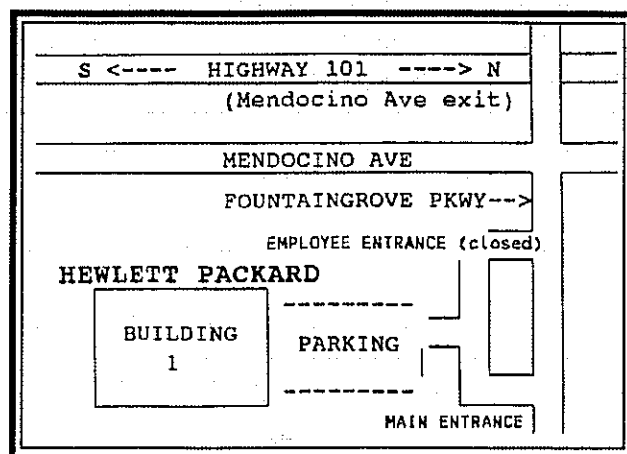 S <---- HIGHWAY 101 ----> N
(Mendocino Ave exit)
MENDOCINO AVE
FOUNTAINGROVE PKWY-->
EMPLOYEE ENTRANCE (closed)
HEWLETT PACKARD
BUILDING
1
PARKING
MAIN ENTRANCE